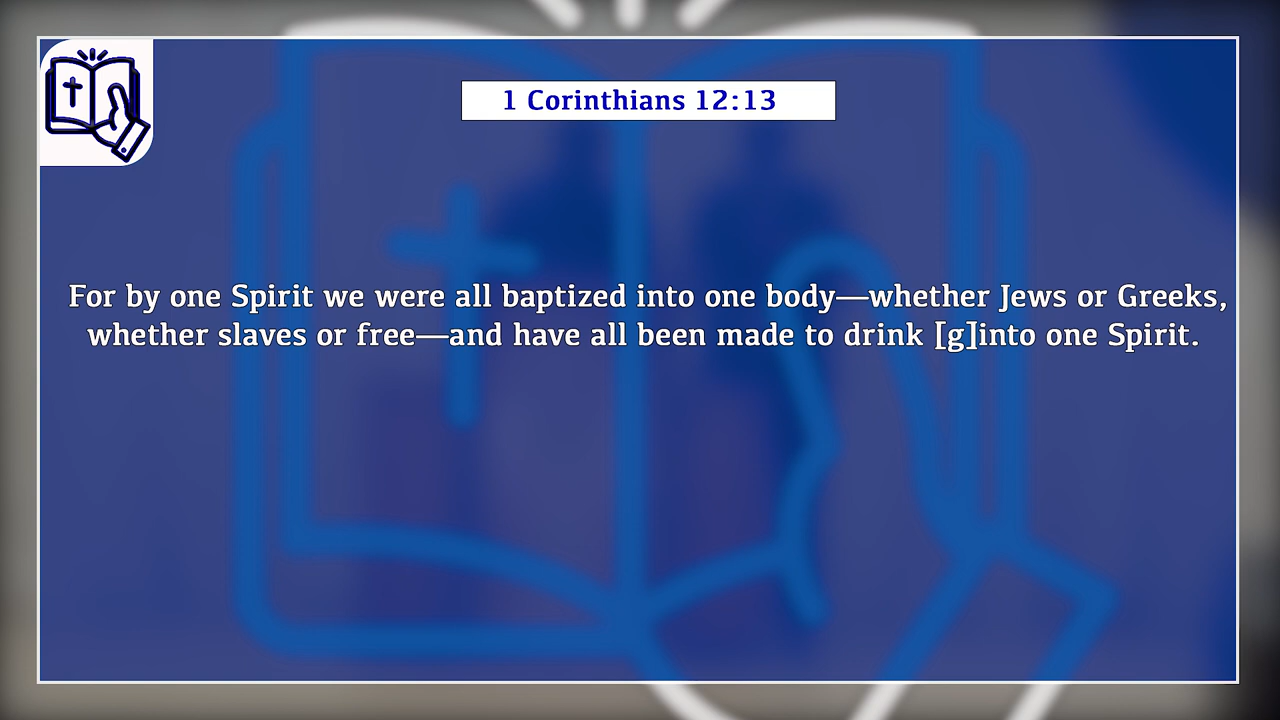 1 Corinthians 12:13
For by one Spirit we were all baptized into one body—whether Jews or Greeks,
whether slaves or free—and have all been made to drink [g]into one Spirit.